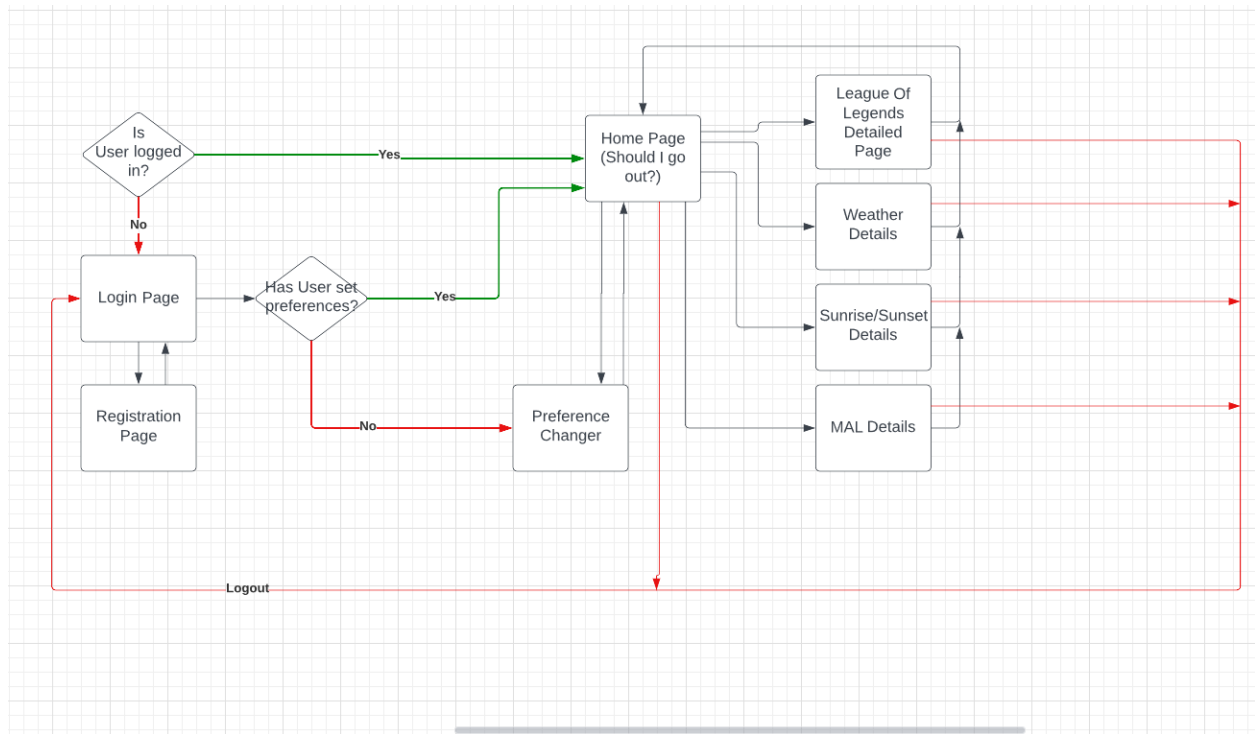 Is
User logged
in?
Yes
No
Home Page
(Should I go
out?)
League Of
Legends
Detailed
Page
Weather
Details
Sunrise/Sunset
Details
MAL Details
Login Page
Has User set
preferences?
Yes
No
Registration
Page
Preference
Changer
Logout